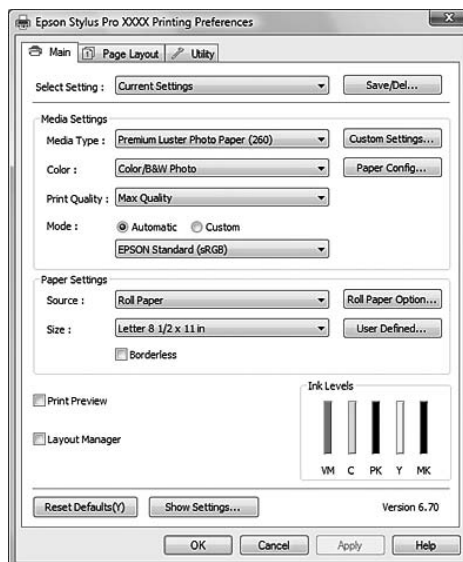 Epson Stylus Pro XXXX Printing Preferences
Main
Page Layout
Utility
Select Setting :
Current Settings
Save/Del...
Media Settings
Media Type :
Premium Luster Photo Paper (260)
Custom Settings...
Color :
Color/B&W Photo
Paper Config...
Print Quality :
Max Quality
Mode :
Automatic
Custom
EPSON Standard (sRGB)
Paper Settings
Source :
Roll Paper
Roll Paper Option...
Size :
Letter 8 1/2 x 11 in
User Defined...
Borderless
Print Preview
Layout Manager
Ink Levels
VM C PK Y MK
Reset Defaults(Y)
Show Settings...
Version 6.70
OK
Cancel
Apply
Help